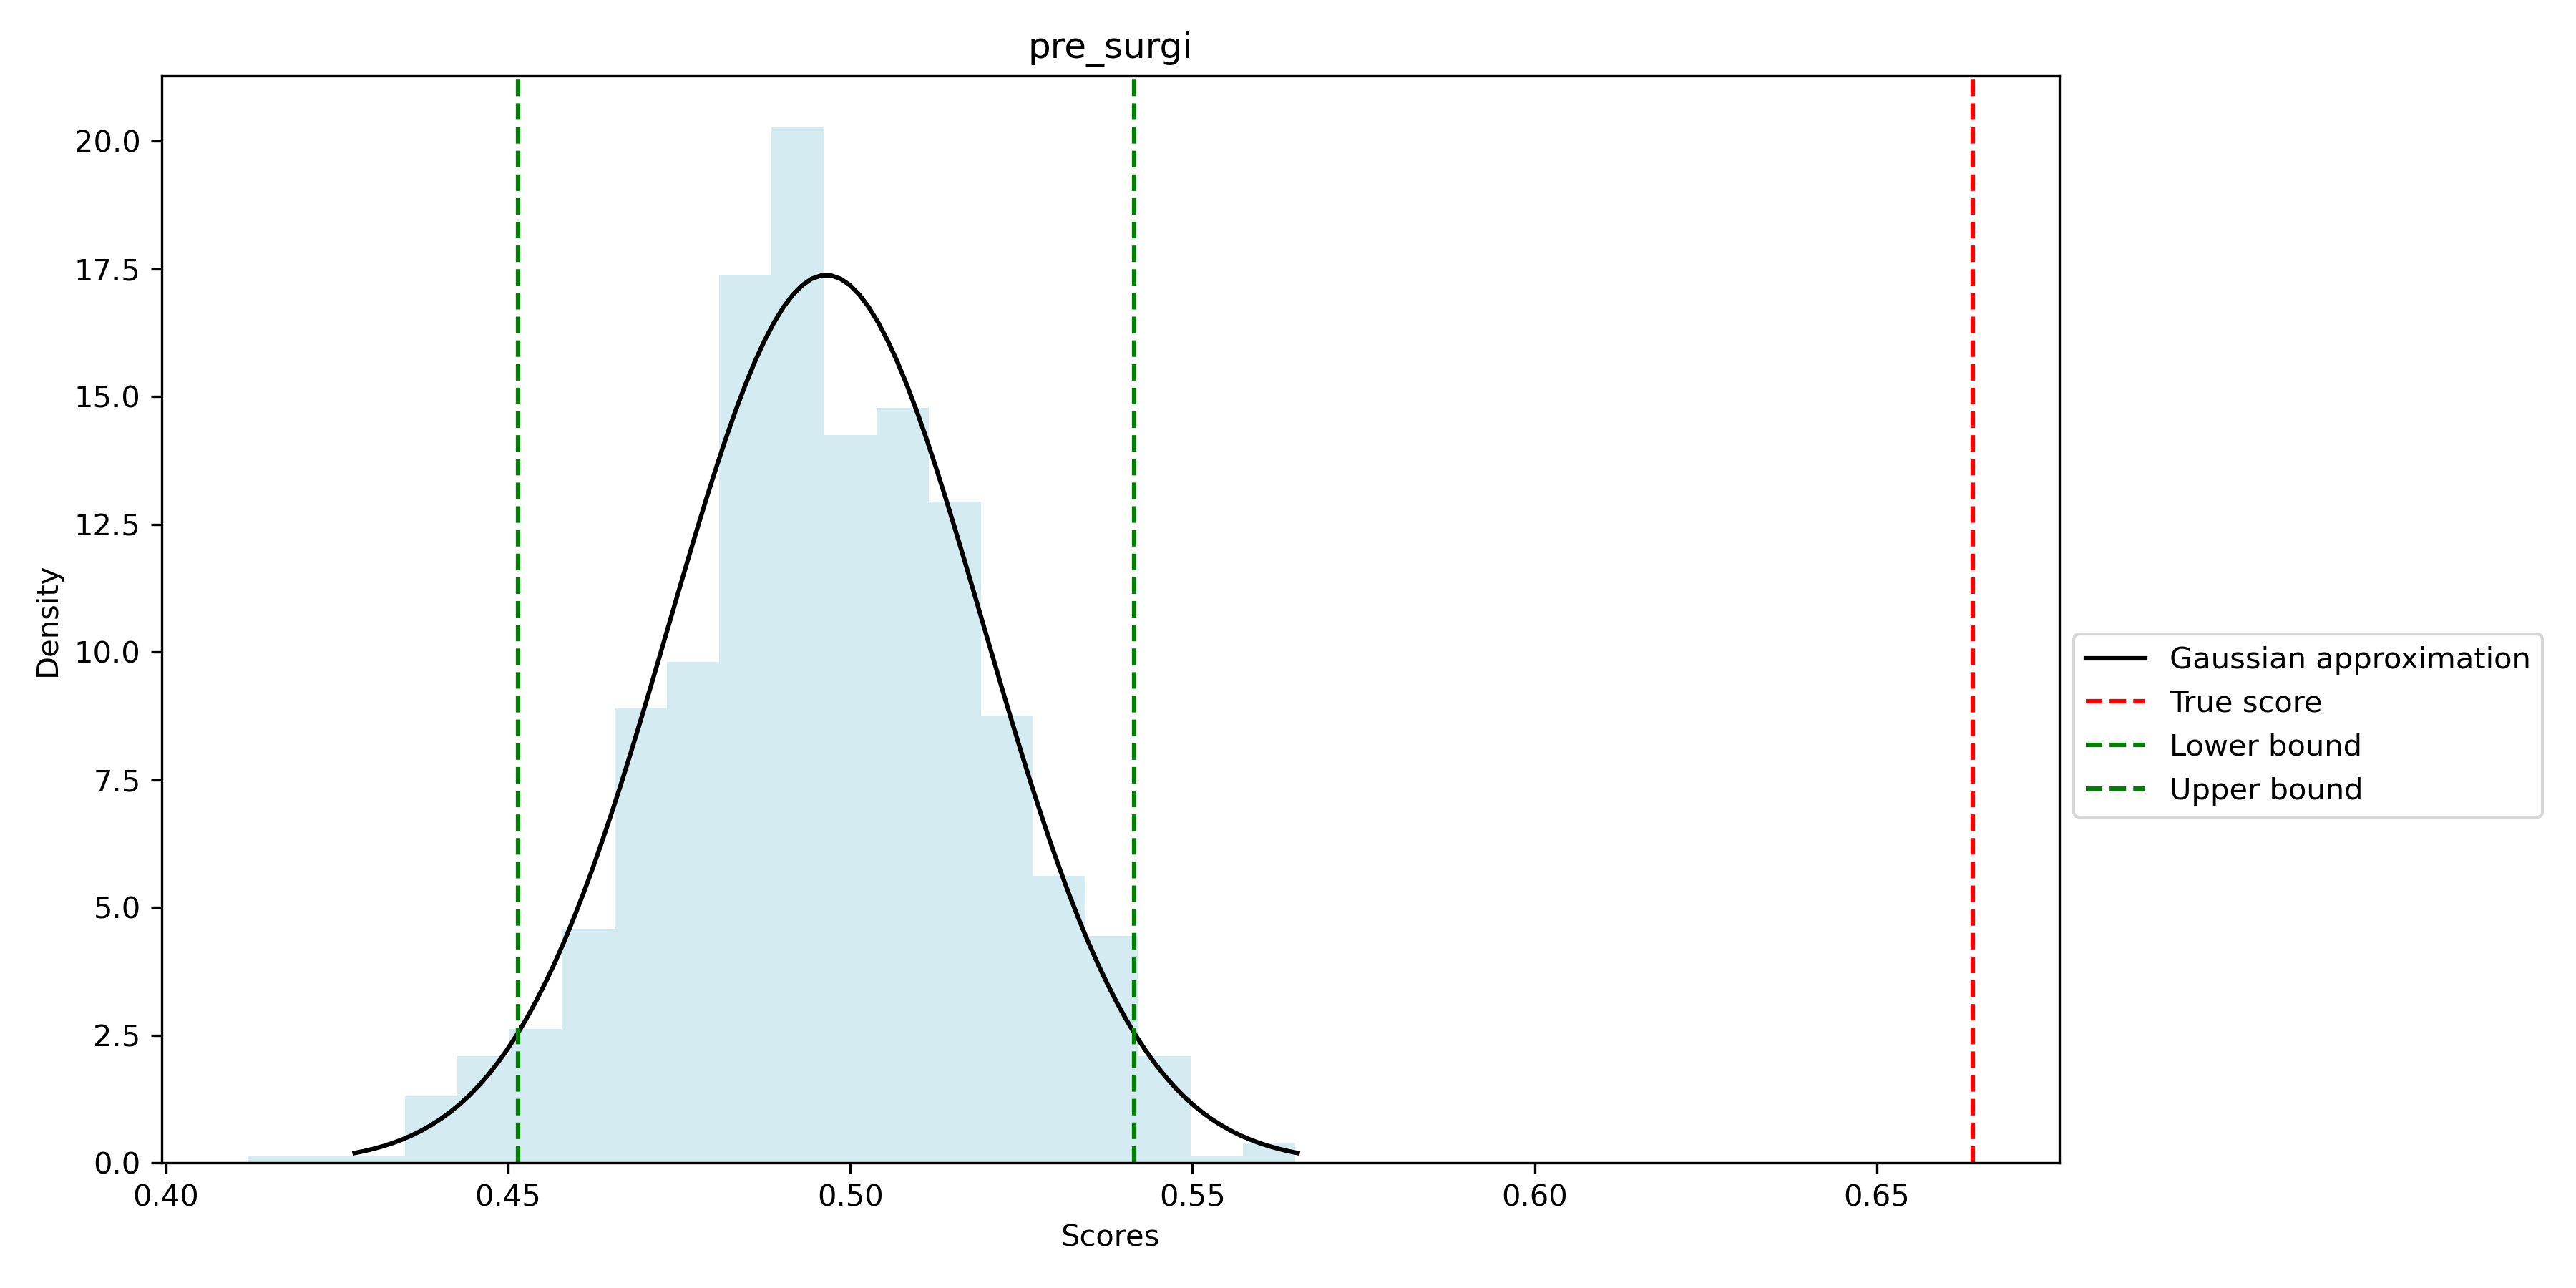 pre_surgi
20.0
17.5
15.0
12.5
10.0
7.5
5.0
2.5
0.0
Density
0.40 0.45 0.50 0.55 0.60 0.65
Scores
Gaussian approximation
True score
Lower bound
Upper bound